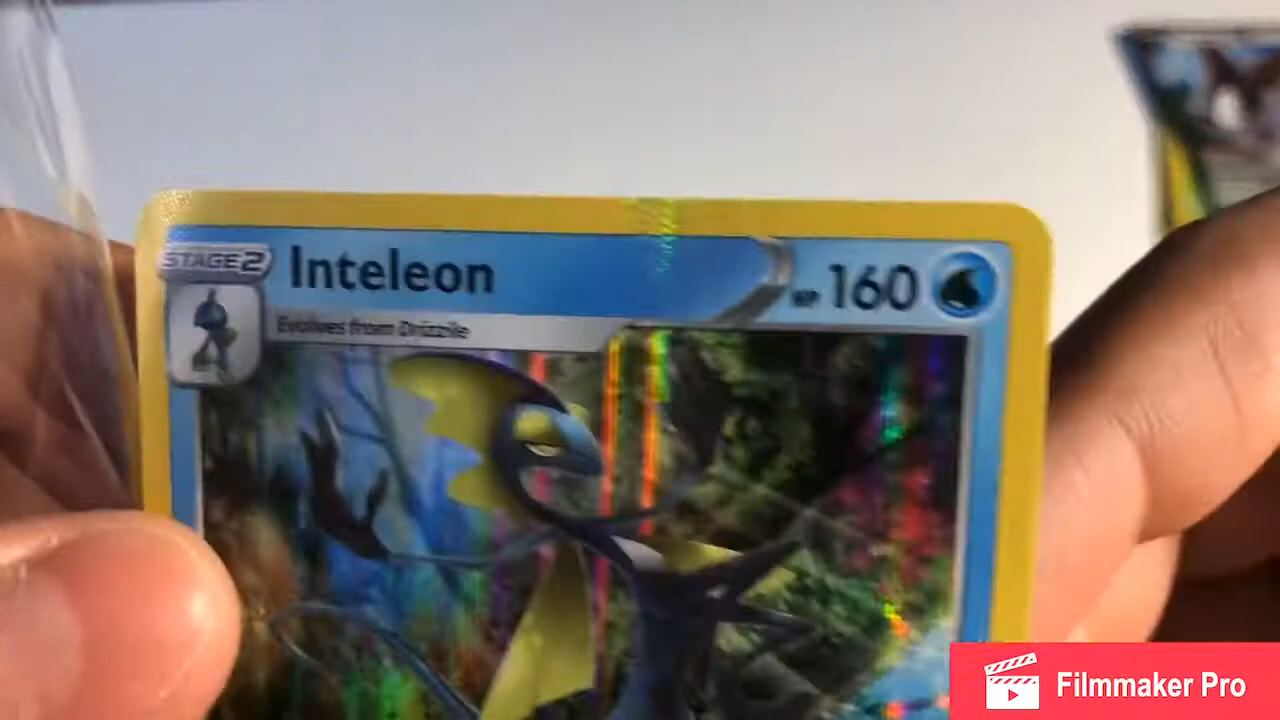 STAGE2
Inteleon
HP 160
Evolves from Drizzile
Filmmaker Pro